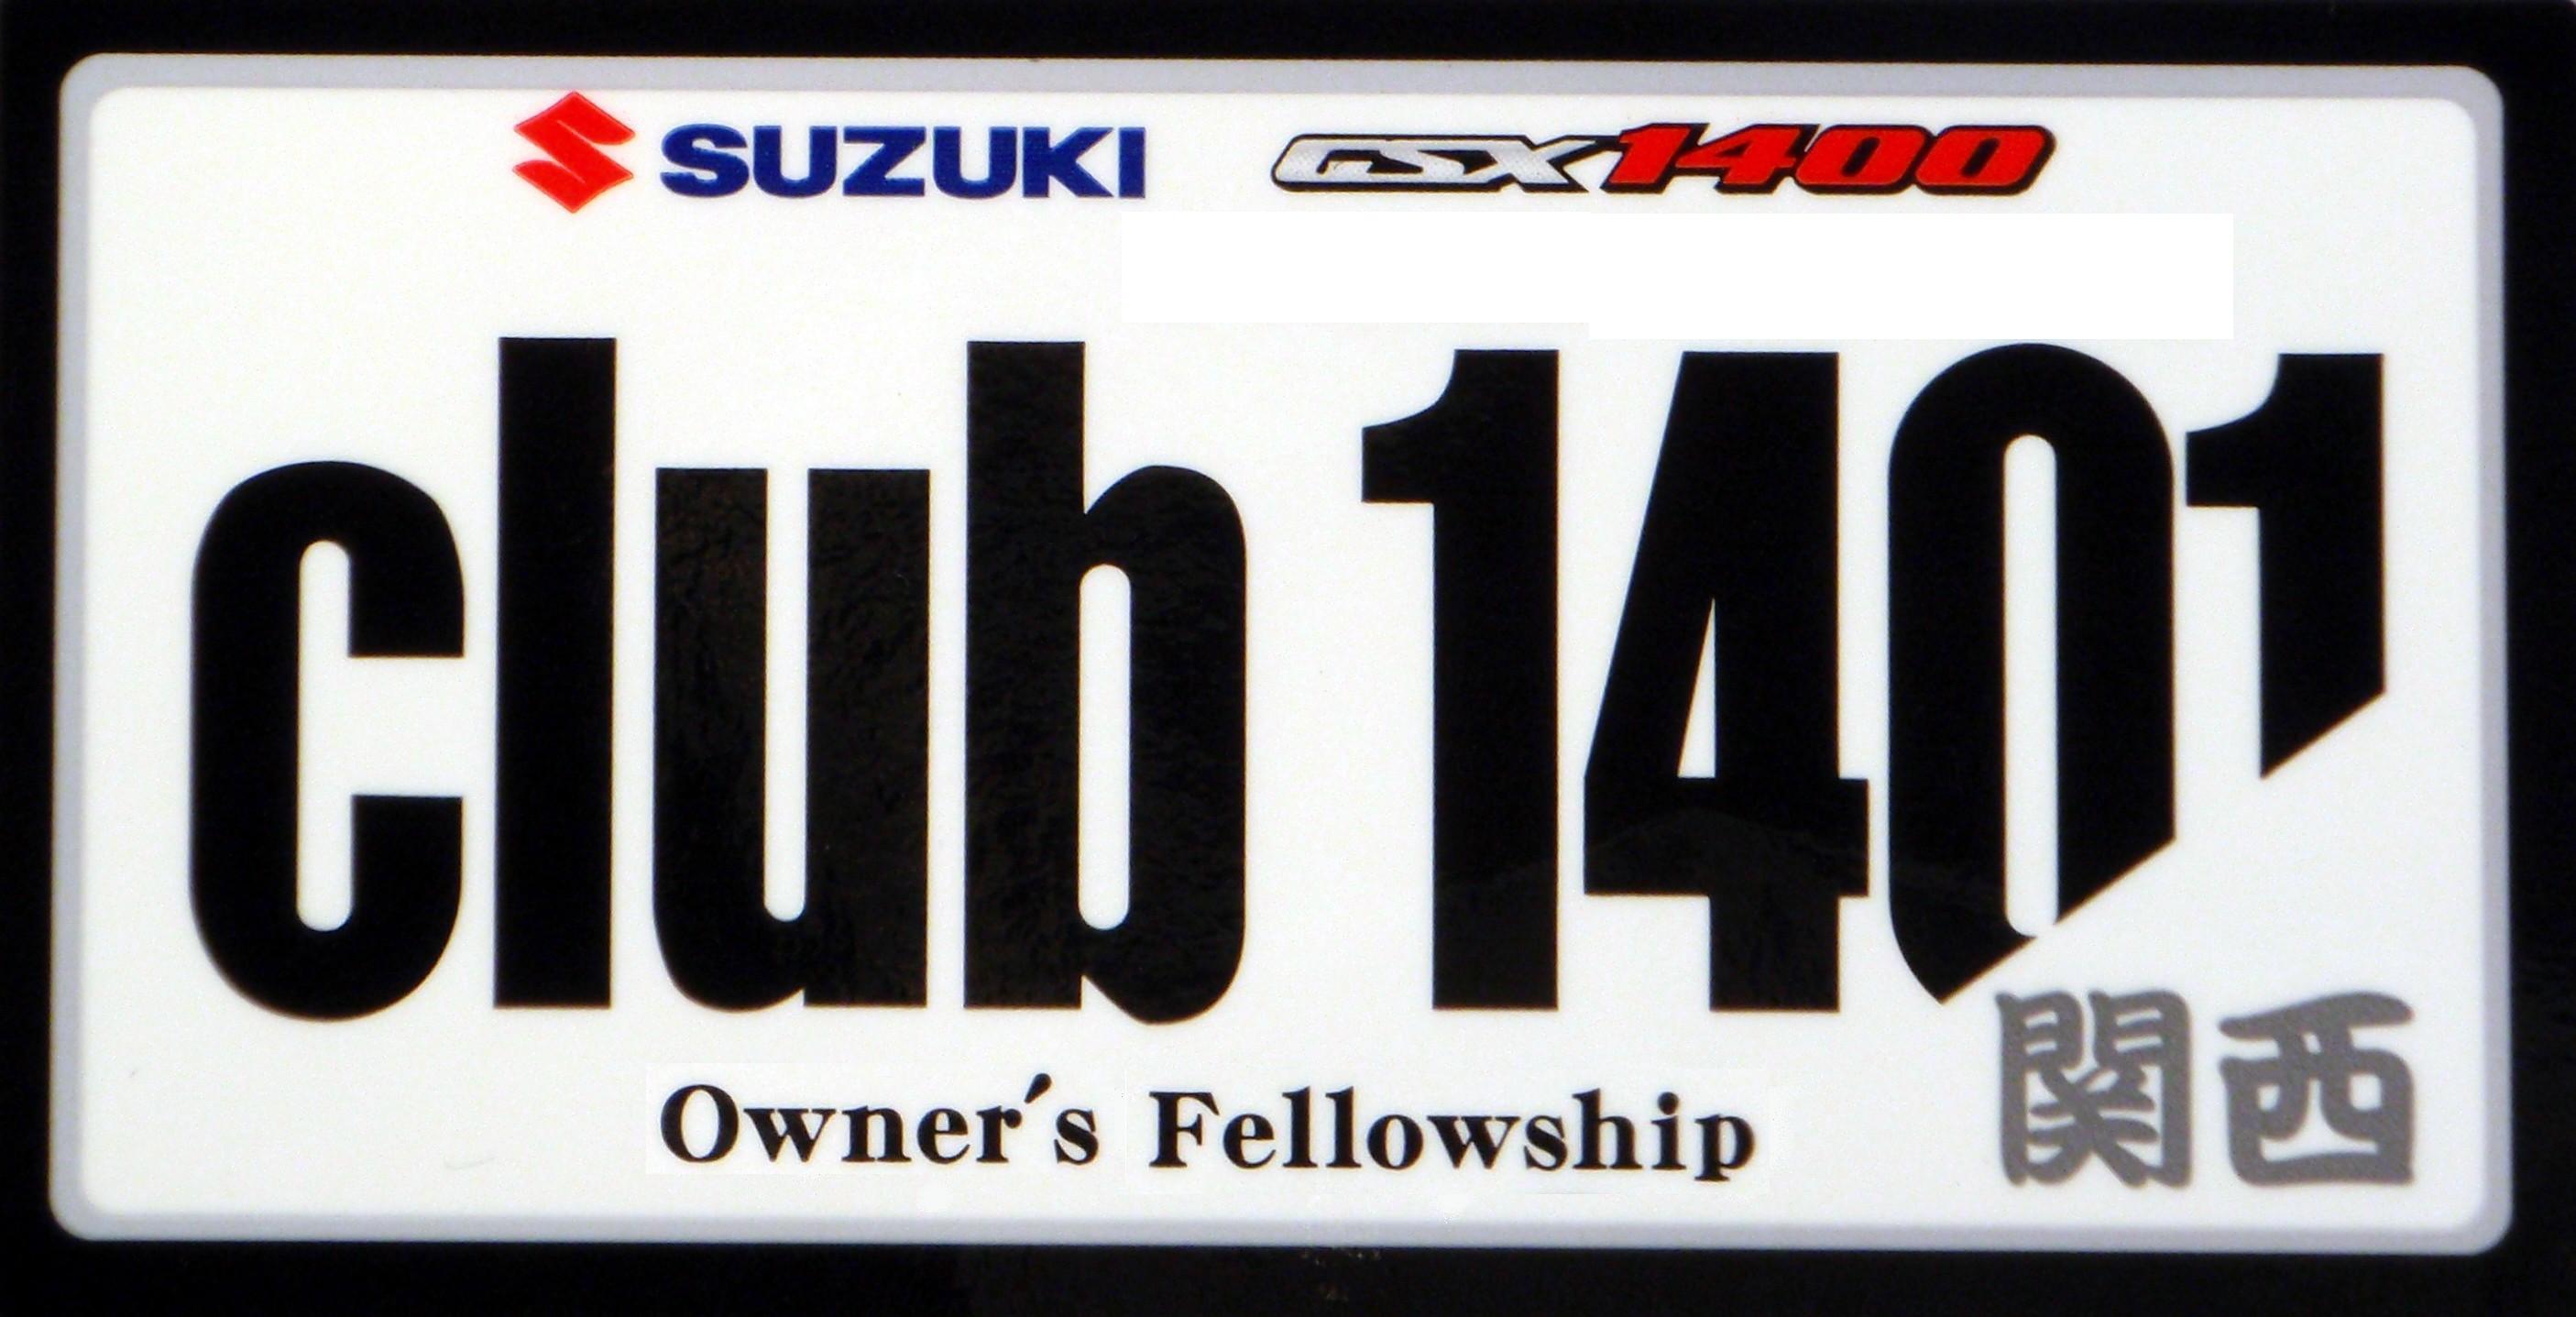 SUZUKI GSX1400
club 1401
Owner's Fellowship
関西